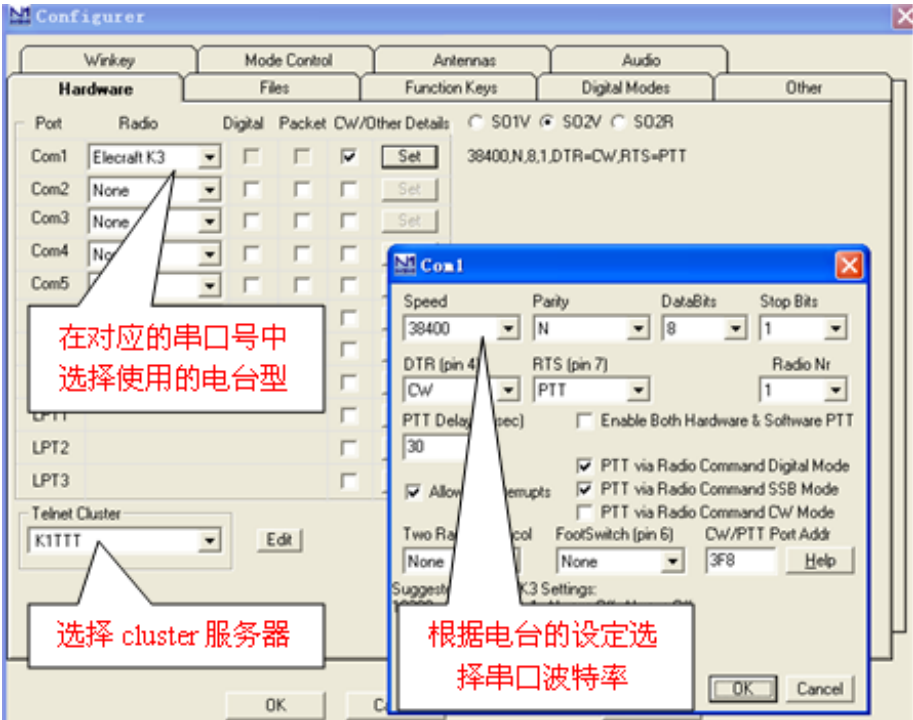 Configurer
Winkey Mode Control Antennas Audio
Hardware Files Function Keys Digital Modes Other
Port Radio Digital Packet CW/Other Details SO1V SO2V SO2R
Com1 Elecraft K3 Set 38400,N,8,1,DTR=CW,RTS=PTT
Com2 None Set
Com3 None Set
Com4
Com5
在对应的串口号中
选择使用的电台型
LPT2
LPT3
Telnet Cluster
K1TTT Edit
选择 cluster 服务器
OK
Com1
Speed Parity DataBits Stop Bits
38400 N 8 1
DTR (pin 4) RTS (pin 7) Radio Nr
CW PTT 1
PTT Delay Enable Both Hardware & Software PTT
30
PTT via Radio Command Digital Mode
PTT via Radio Command SSB Mode
PTT via Radio Command CW Mode
FootSwitch (pin 6) CW/PTT Port Addr
None None 3F8 Help
K3 Settings:
根据电台的设定选
择串口波特率
OK Cancel